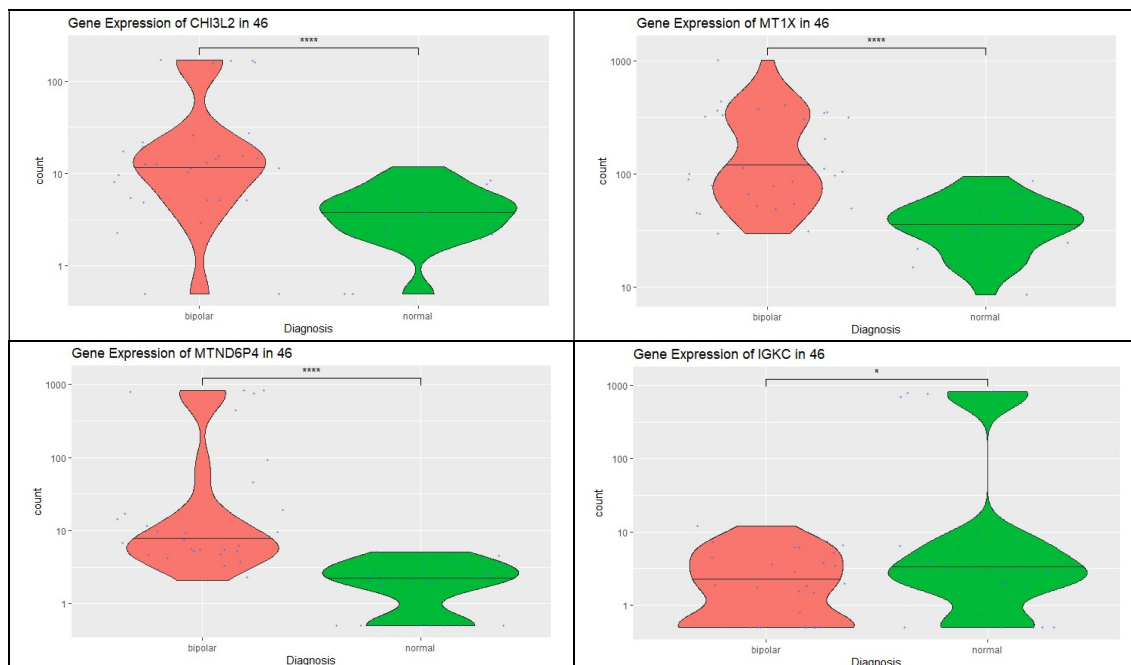 Gene Expression of CHI3L2 in 46
****
100
10
1
count
bipolar
normal
Diagnosis
Gene Expression of MT1X in 46
****
1000
100
10
count
bipolar
normal
Diagnosis
Gene Expression of MTND6P4 in 46
****
1000
100
10
1
count
bipolar
normal
Diagnosis
Gene Expression of IGKC in 46
*
1000
100
10
1
count
bipolar
normal
Diagnosis